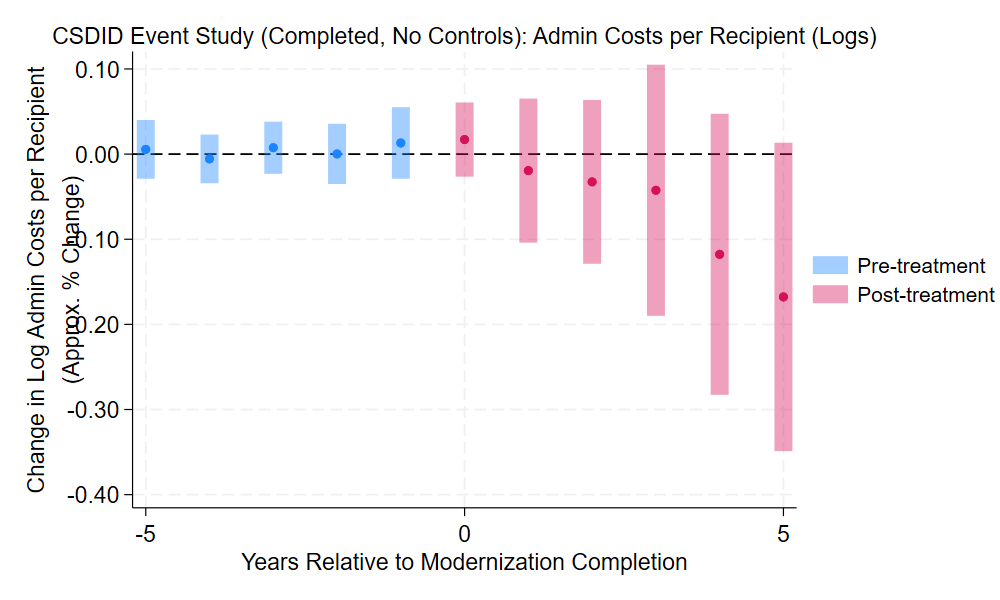 CSDID Event Study (Completed, No Controls): Admin Costs per Recipient (Logs)
Change in Log Admin Costs per Recipient
(Approx. % Change)
0.10
0.00
-0.10
-0.20
-0.30
-0.40
-5
0
5
Years Relative to Modernization Completion
Pre-treatment
Post-treatment